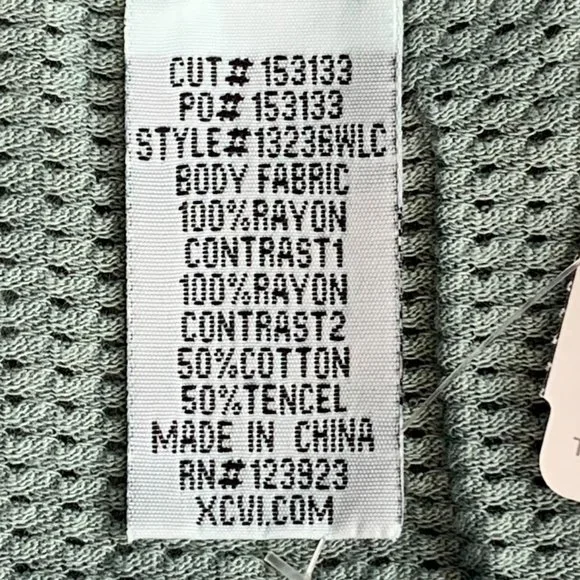 CUT# 153133
PO# 153133
STYLE#13236WLC
BODY FABRIC
100%RAYON
CONTRAST1
100%RAYON
CONTRAST2
50%COTTON
50%TENCEL
MADE IN CHINA
RN#123923
XCVI.COM